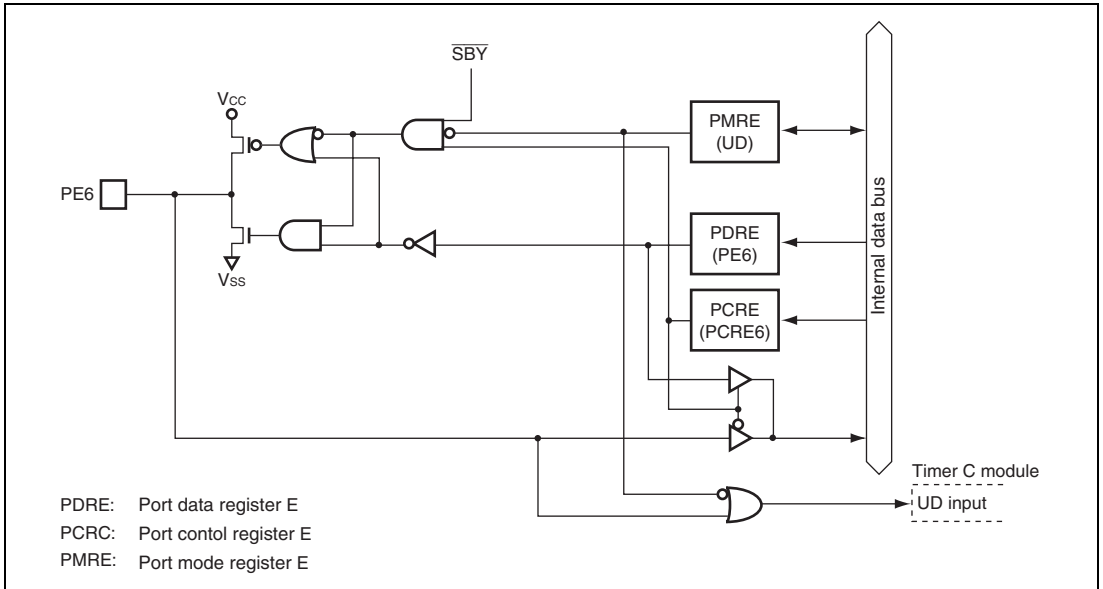 SBY
VCC
PMRE
(UD)
PE6
PDRE
(PE6)
VSS
PCRE
(PCRE6)
Internal data bus
Timer C module
UD input
PDRE: Port data register E
PCRC: Port contol register E
PMRE: Port mode register E